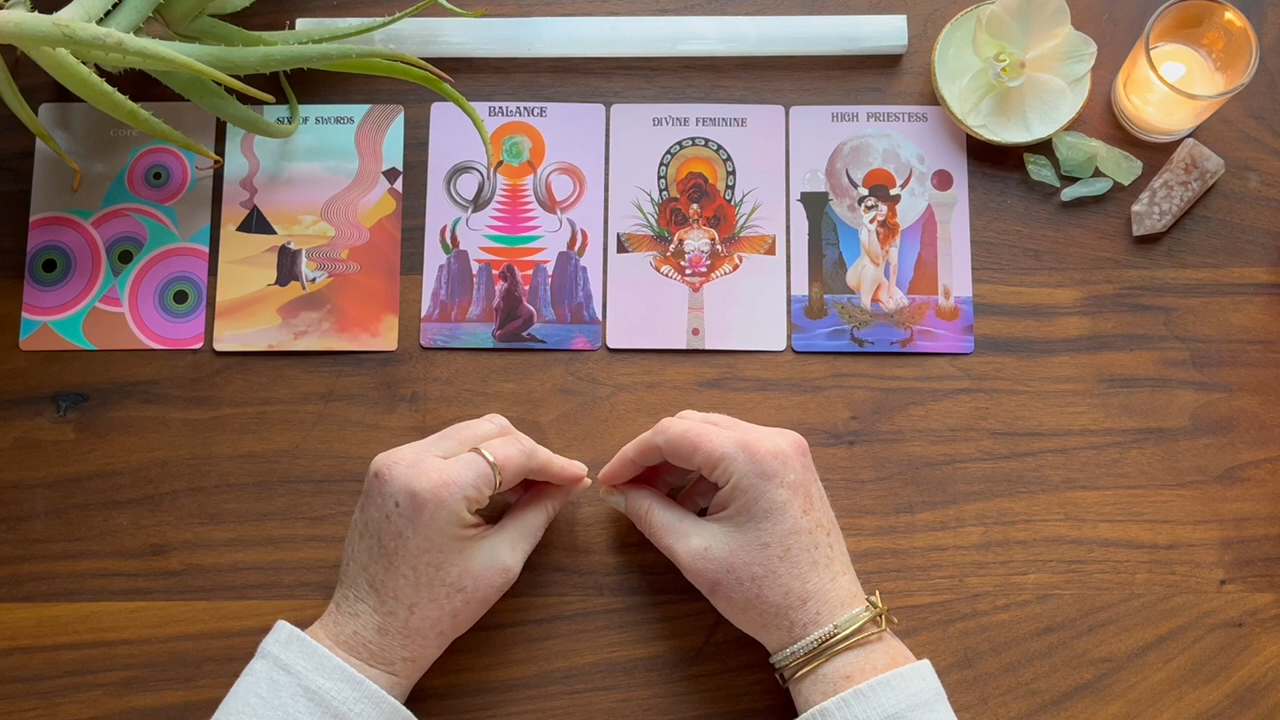 Core
SIX OF SWORDS
BALANCE
DIVINE FEMININE
HIGH PRIESTESS